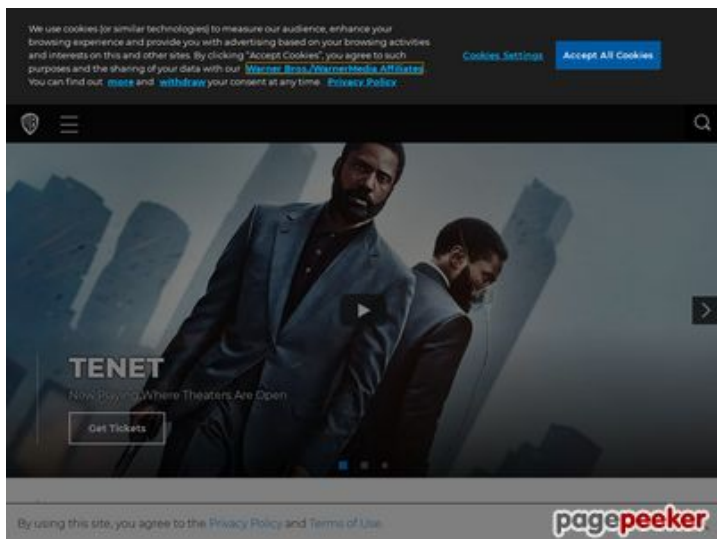 We use cookies (or similar technologies) to measure our audience, enhance your
browsing experience and provide you with advertising based on your browsing activities
and interests on this and other sites. By clicking "Accept Cookies", you agree to such
purposes and the sharing of your data with our Warner Bros./WarnerMedia Affiliates.
You can find out more and withdraw your consent at any time. Privacy Policy
Cookies Settings
Accept All Cookies
WB
TENET
Now Playing Where Theaters Are Open
Get Tickets
By using this site, you agree to the Privacy Policy and Terms of Use.
pagepeeker.